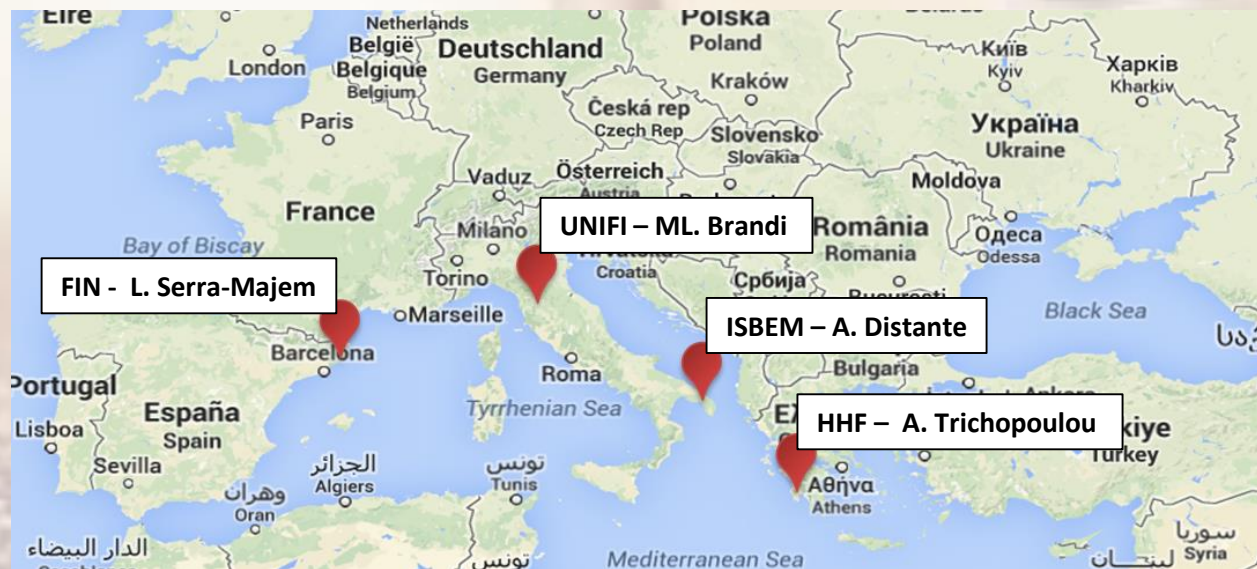 Éire
Netherlands
België
Belgique
Belgium
London
Deutschland
Germany
Polska
Poland
Kraków
Київ
Kyiv
Харків
Kharkiv
Paris
Česká rep
Czech Rep
Slovensko
Slovakia
Україна
Ukraine
Vaduz
Österreich
Austria
Moldova
France
Milano
UNIFI – ML. Brandi
România
Romania
Одеса
Odessa
Bay of Biscay
Torino
Croatia
Србија
Serbia
FIN - L. Serra-Majem
Marseille
ISBEM – A. Distante
Black Sea
Barcelona
Roma
Bulgaria
Portugal
España
Spain
Tyrrhenian Sea
HHF – A. Trichopoulou
Turkey
Lisboa
Sevilla
الجزائر
Algiers
تونس
Tunis
Αθήνα
Athens
وهران
Oran
الدار البيضاء
تونس
Mediterranean Sea
سوريا
Syria